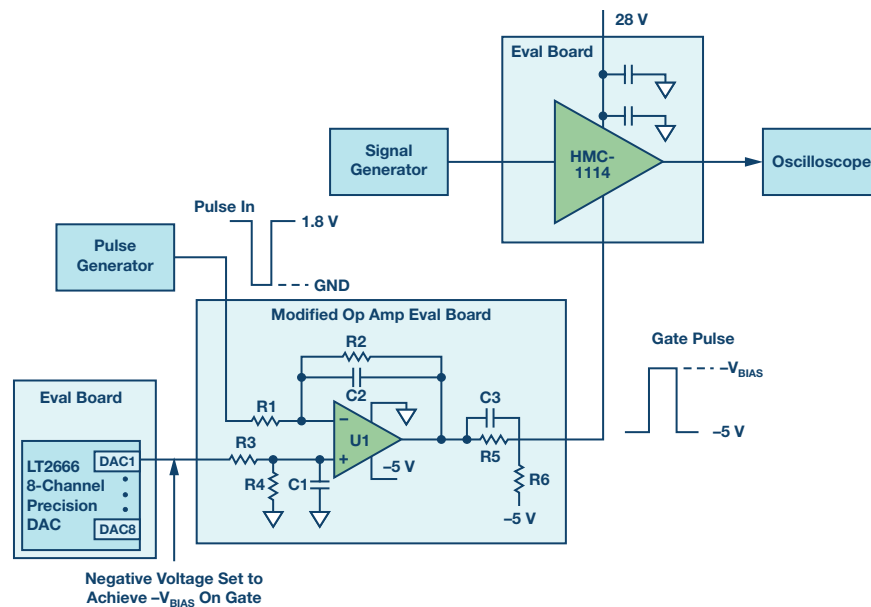 28 V
Eval Board
Signal
Generator
HMC-
1114
Oscilloscope
Pulse In
1.8 V
GND
Pulse
Generator
Modified Op Amp Eval Board
R2
C2
R1
U1
–5 V
R3
R4
C1
C3
R5
R6
–5 V
Gate Pulse
–VBIAS
–5 V
Eval Board
LT2666
8-Channel
Precision
DAC
DAC1
DAC8
Negative Voltage Set to
Achieve –VBIAS On Gate